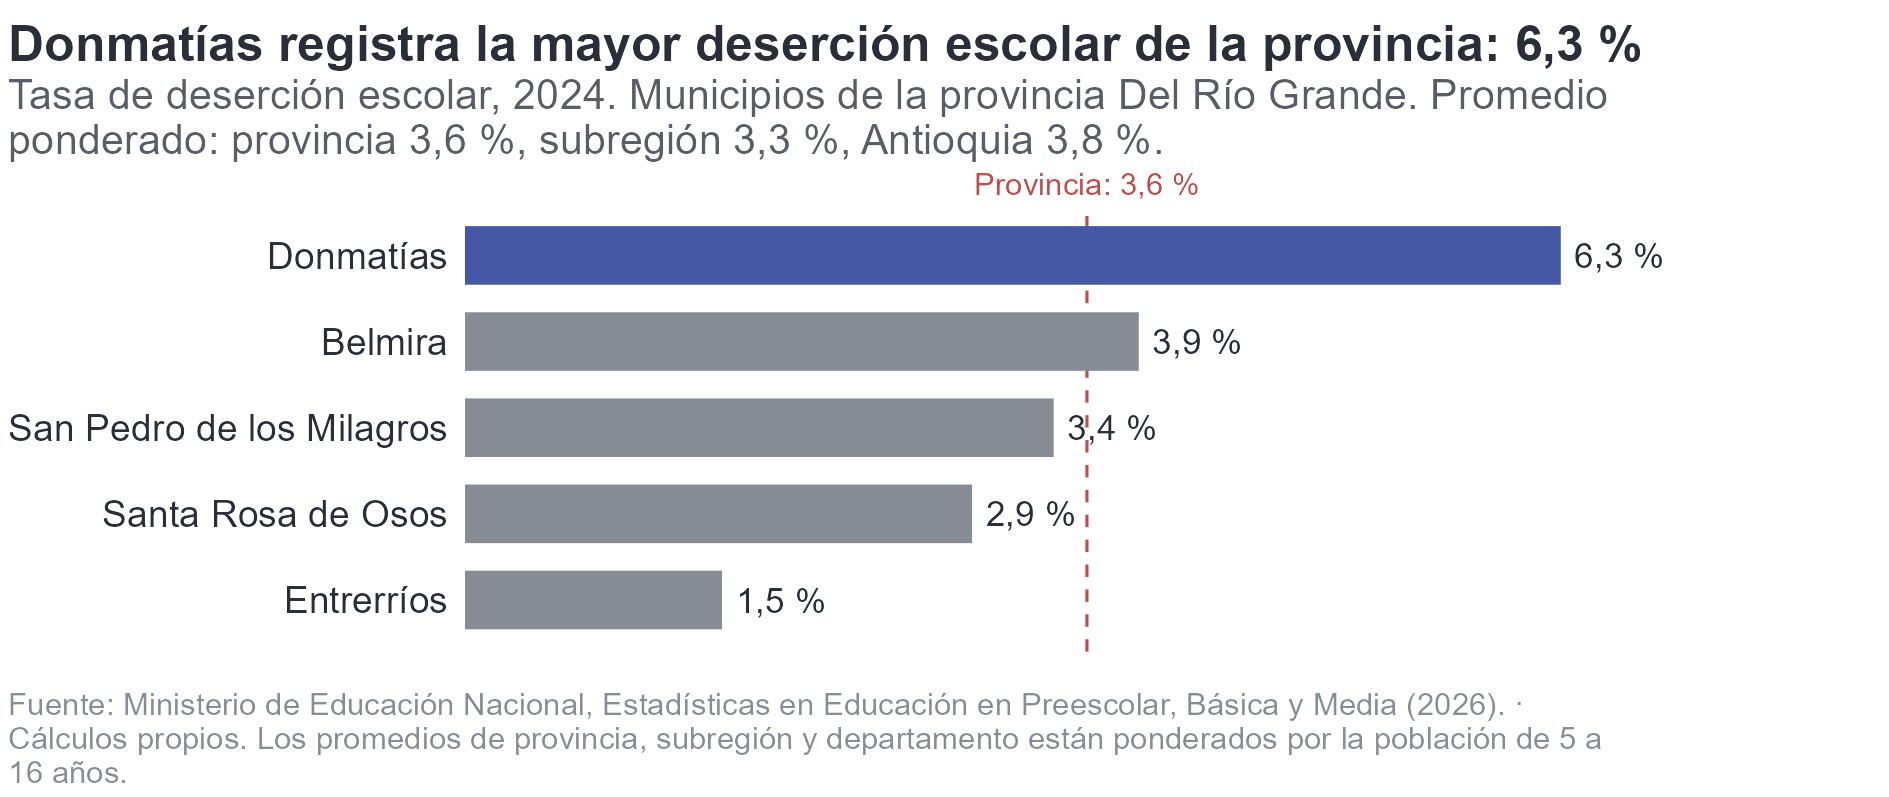 Donmatías registra la mayor deserción escolar de la provincia: 6,3 %
Tasa de deserción escolar, 2024. Municipios de la provincia Del Río Grande. Promedio
ponderado: provincia 3,6 %, subregión 3,3 %, Antioquia 3,8 %.
Provincia: 3,6 %
Donmatías 6,3 %
Belmira 3,9 %
San Pedro de los Milagros 3,4 %
Santa Rosa de Osos 2,9 %
Entrerríos 1,5 %
Fuente: Ministerio de Educación Nacional, Estadísticas en Educación en Preescolar, Básica y Media (2026). ·
Cálculos propios. Los promedios de provincia, subregión y departamento están ponderados por la población de 5 a
16 años.